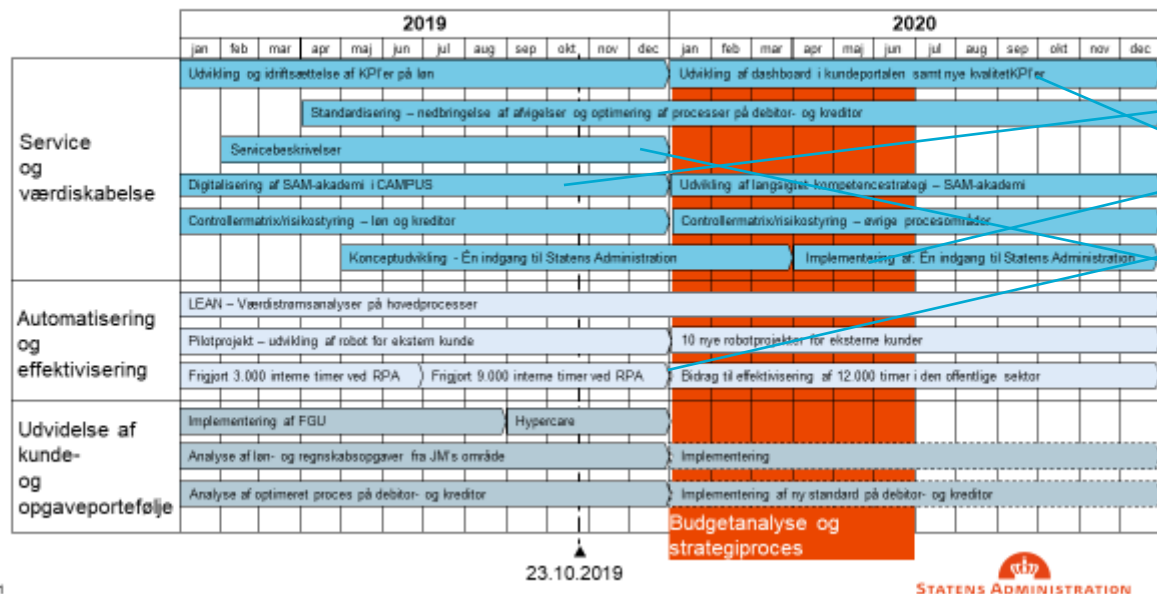 2019 2020
jan feb mar apr maj jun jul aug sep okt nov dec jan feb mar apr maj jun jul aug sep okt nov dec
Service
og
værdiskabelse
Udvikling og idriftsættelse af KPI'er på løn Udvikling af dashboard i kundeportalen samt nye kvalitetKPI'er
Standardisering – nedbringelse af afvigelser og optimering af processer på debitor- og kreditor
Servicebeskrivelser
Digitalisering af SAM-akademi i CAMPUS Udvikling af langsigtet kompetencestrategi – SAM-akademi
Controllermatrix/risikostyring – løn og kreditor Controllermatrix/risikostyring – øvrige procesområder
Konceptudvikling - Én indgang til Statens Administration Implementering af: Én indgang til Statens Administration
Automatisering
og
effektivisering
LEAN – Værdistrømsanalyser på hovedprocesser
Pilotprojekt – udvikling af robot for ekstern kunde 10 nye robotprojekter for eksterne kunder
Frigjort 3.000 interne timer ved RPA Frigjort 9.000 interne timer ved RPA Bidrag til effektivisering af 12.000 timer i den offentlige sektor
Udvidelse af
kunde-
og
opgaveportefølje
Implementering af FGU Hypercare
Analyse af løn- og regnskabsopgaver fra JM's område Implementering
Analyse af optimeret proces på debitor- og kreditor Implementering af ny standard på debitor- og kreditor
Budgetanalyse og
strategiproces
23.10.2019
STATENS ADMINISTRATION